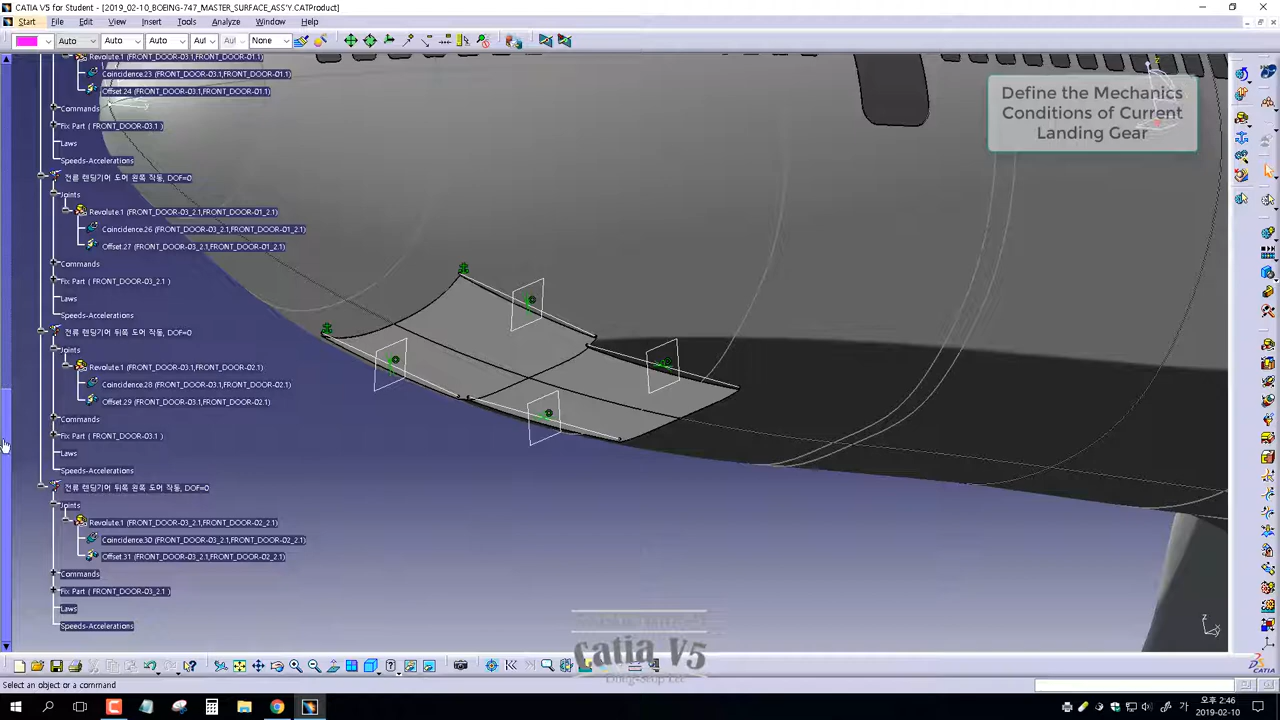 CATIA V5 for Student - [2019-02-10_BOEING-747_MASTER_SURFACE_ASS'Y.CATProduct]
Start File Edit View Insert Tools Analyze Window Help
Auto Auto Auto Aut Aut None
Define the Mechanics
Conditions of Current
Landing Gear
Revolute.1 (FRONT_DOOR-03.1,FRONT_DOOR-01.1)
Coincidence.23 (FRONT_DOOR-03.1,FRONT_DOOR-01.1)
Offset.24 (FRONT_DOOR-03.1,FRONT_DOOR-01.1)
Commands
Fix Part ( FRONT_DOOR-03.1 )
Laws
Speeds-Accelerations
전륜 랜딩기어 도어 왼쪽 작동, DOF=0
Joints
Revolute.1 (FRONT_DOOR-03_2.1,FRONT_DOOR-01_2.1)
Coincidence.26 (FRONT_DOOR-03_2.1,FRONT_DOOR-01_2.1)
Offset.27 (FRONT_DOOR-03_2.1,FRONT_DOOR-01_2.1)
Commands
Fix Part ( FRONT_DOOR-03_2.1 )
Laws
Speeds-Accelerations
전륜 랜딩기어 뒤쪽 도어 작동, DOF=0
Joints
Revolute.1 (FRONT_DOOR-03.1,FRONT_DOOR-02.1)
Coincidence.28 (FRONT_DOOR-03.1,FRONT_DOOR-02.1)
Offset.29 (FRONT_DOOR-03.1,FRONT_DOOR-02.1)
Commands
Fix Part ( FRONT_DOOR-03.1 )
Laws
Speeds-Accelerations
전륜 랜딩기어 뒤쪽 왼쪽 도어 작동, DOF=0
Joints
Revolute.1 (FRONT_DOOR-03_2.1,FRONT_DOOR-02_2.1)
Coincidence.30 (FRONT_DOOR-03_2.1,FRONT_DOOR-02_2.1)
Offset.31 (FRONT_DOOR-03_2.1,FRONT_DOOR-02_2.1)
Commands
Fix Part ( FRONT_DOOR-03_2.1 )
Laws
Speeds-Accelerations
Catia V5
Dong-Seup Lee
CATIA
Select an object or a command
오후 2:46
2019-02-10